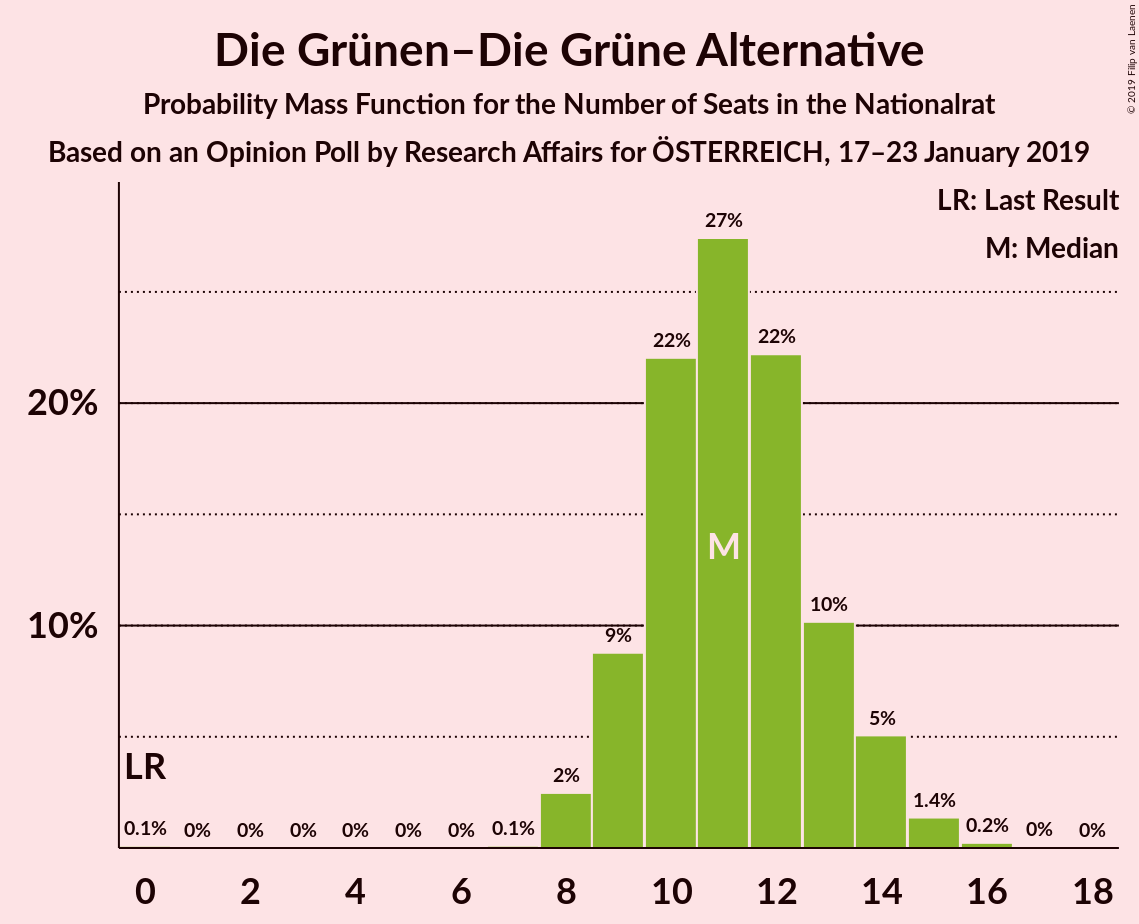 Die Grünen–Die Grüne Alternative
Probability Mass Function for the Number of Seats in the Nationalrat
Based on an Opinion Poll by Research Affairs for ÖSTERREICH, 17–23 January 2019
© 2019 Filip van Laenen
LR: Last Result
M: Median
27%
22%
22%
20%
M
10%
10%
9%
5%
LR
2%
1.4%
0.1% 0% 0% 0% 0% 0% 0% 0.1% 0.2% 0% 0%
0 2 4 6 8 10 12 14 16 18